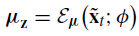 μ_z = ℰ_μ(x̃_t; ϕ)